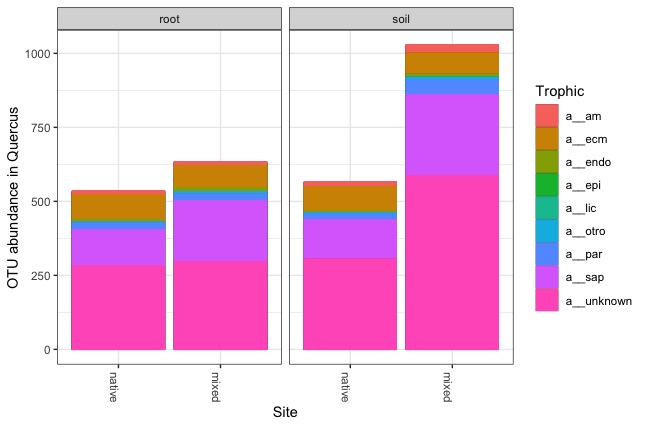 root
soil
OTU abundance in Quercus
1000
750
500
250
0
native
mixed
native
mixed
Site
Trophic
a__am
a__ecm
a__endo
a__epi
a__lic
a__otro
a__par
a__sap
a__unknown